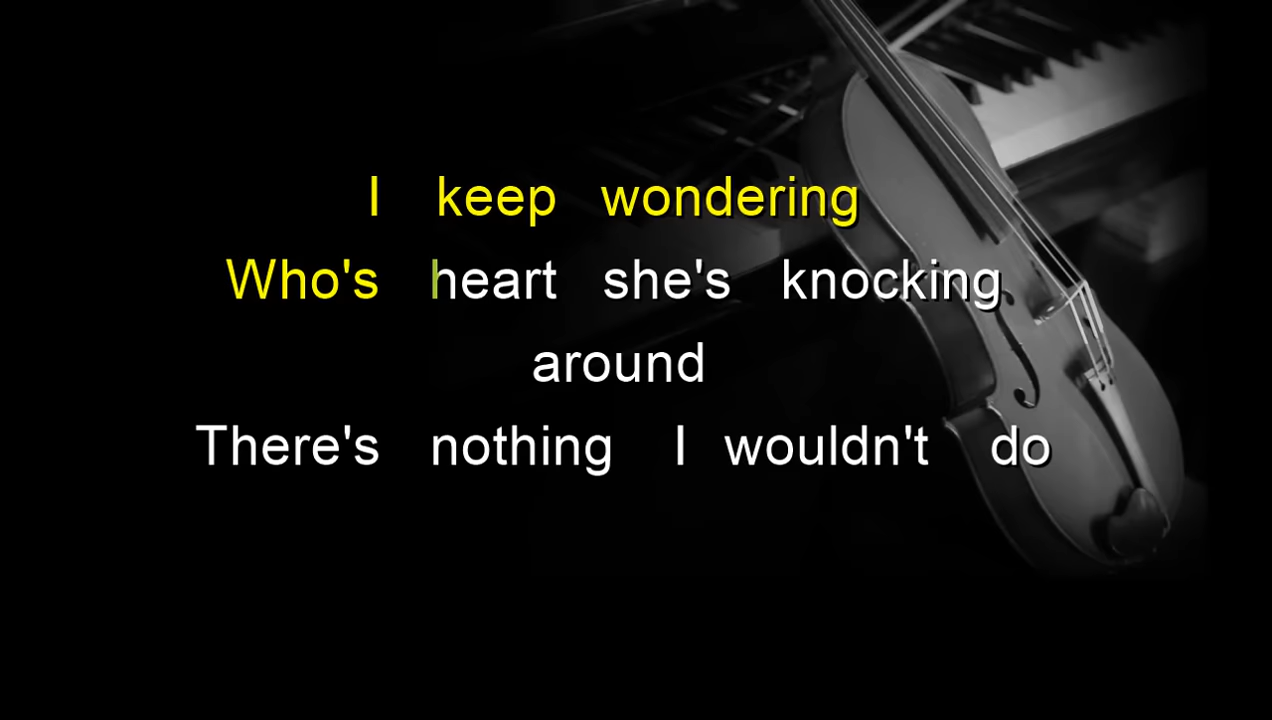 I keep wondering
Who's heart she's knocking
around
There's nothing I wouldn't do